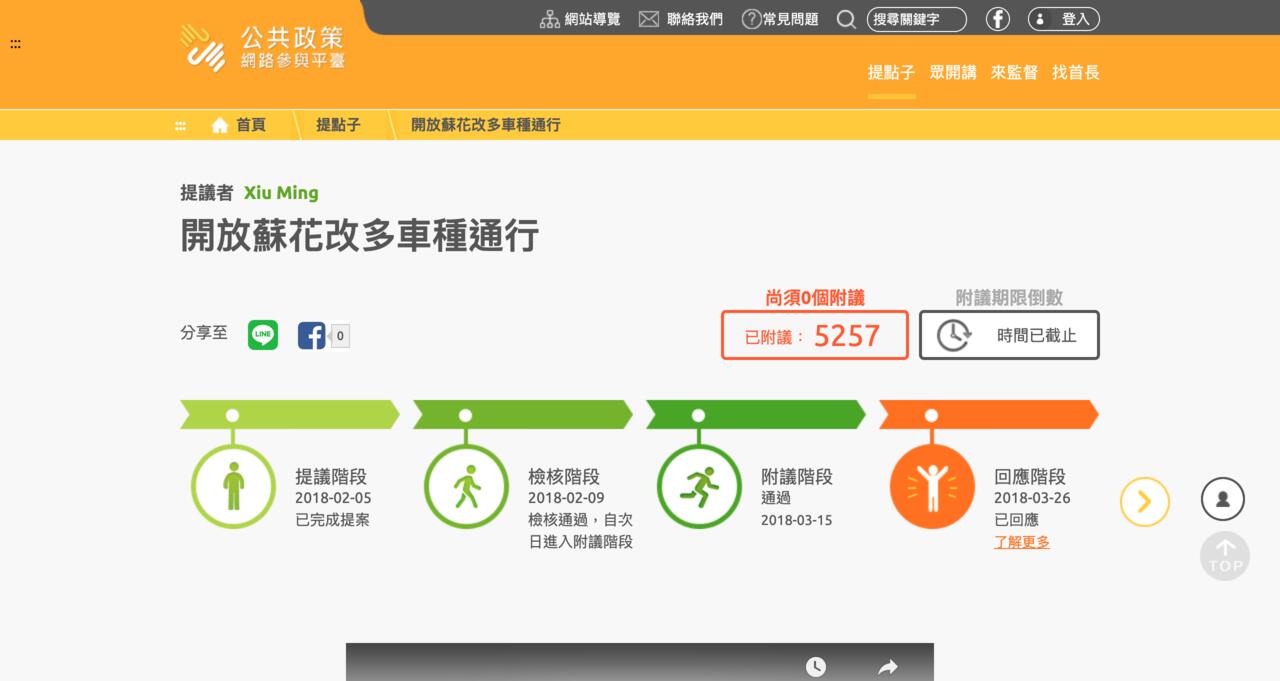 網站導覽 聯絡我們 常見問題 搜尋關鍵字 登入
公共政策
網路參與平臺
提點子 眾開講 來監督 找首長
首頁 提點子 開放蘇花改多車種通行
提議者 Xiu Ming
開放蘇花改多車種通行
尚須0個附議 附議期限倒數
分享至 LINE 0 已附議： 5257 時間已截止
提議階段
2018-02-05
已完成提案
檢核階段
2018-02-09
檢核通過，自次
日進入附議階段
附議階段
通過
2018-03-15
回應階段
2018-03-26
已回應
了解更多
TOP